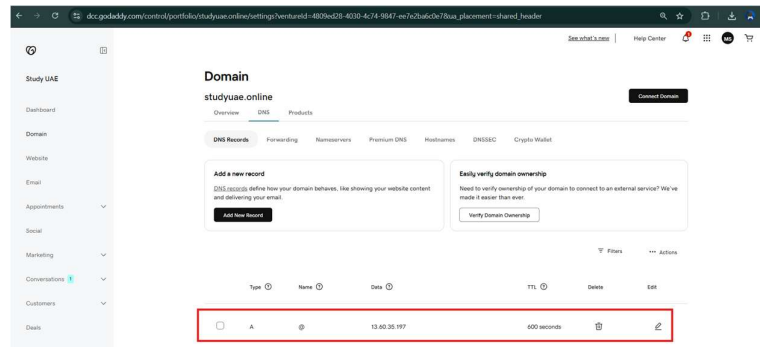 dcc.godaddy.com/control/portfolio/studyuae.online/settings?ventureId=4809ed28-4030-4c74-9847-ee7e2ba6c0e7&ua_placement=shared_header
See what's new
Help Center
MS
Study UAE
Dashboard
Domain
Website
Email
Appointments
Social
Marketing
Conversations 1
Customers
Deals
Domain
studyuae.online
Connect Domain
Overview DNS Products
DNS Records Forwarding Nameservers Premium DNS Hostnames DNSSEC Crypto Wallet
Add a new record
DNS records define how your domain behaves, like showing your website content
and delivering your email.
Add New Record
Easily verify domain ownership
Need to verify ownership of your domain to connect to an external service? We've
made it easier than ever.
Verify Domain Ownership
Filters ••• Actions
Type Name Data TTL Delete Edit
A @ 13.60.35.197 600 seconds